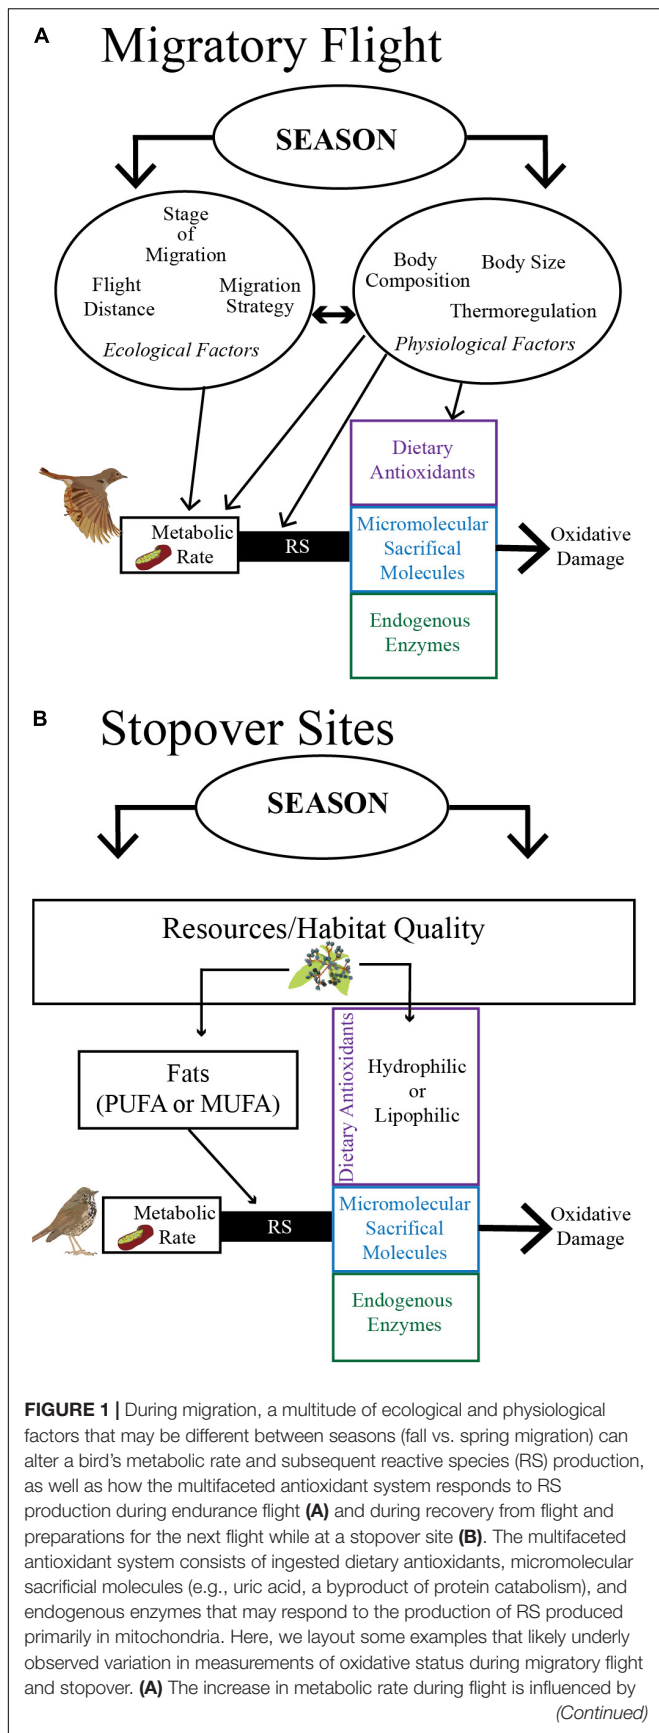 A
Migratory Flight
SEASON
Stage
of
Migration
Flight
Distance
Migration
Strategy
Ecological Factors
Body
Composition
Body Size
Thermoregulation
Physiological Factors
Dietary
Antioxidants
Metabolic
Rate
RS
Micromolecular
Sacrifical
Molecules
Oxidative
Damage
Endogenous
Enzymes
B
Stopover Sites
SEASON
Resources/Habitat Quality
Fats
(PUFA or MUFA)
Dietary Antioxidants
Hydrophilic
or
Lipophilic
Metabolic
Rate
RS
Micromolecular
Sacrifical
Molecules
Oxidative
Damage
Endogenous
Enzymes
FIGURE 1 | During migration, a multitude of ecological and physiological
factors that may be different between seasons (fall vs. spring migration) can
alter a bird's metabolic rate and subsequent reactive species (RS) production,
as well as how the multifaceted antioxidant system responds to RS
production during endurance flight (A) and during recovery from flight and
preparations for the next flight while at a stopover site (B). The multifaceted
antioxidant system consists of ingested dietary antioxidants, micromolecular
sacrificial molecules (e.g., uric acid, a byproduct of protein catabolism), and
endogenous enzymes that may respond to the production of RS produced
primarily in mitochondria. Here, we layout some examples that likely underly
observed variation in measurements of oxidative status during migratory flight
and stopover. (A) The increase in metabolic rate during flight is influenced by
(Continued)